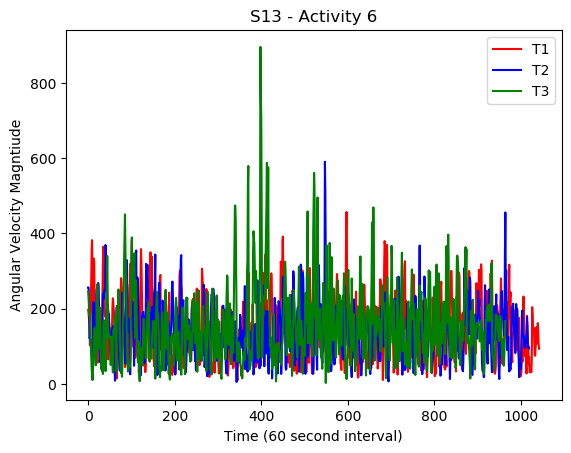 S13 - Activity 6
T1
T2
T3
Angular Velocity Magntiude
800
600
400
200
0
0 200 400 600 800 1000
Time (60 second interval)